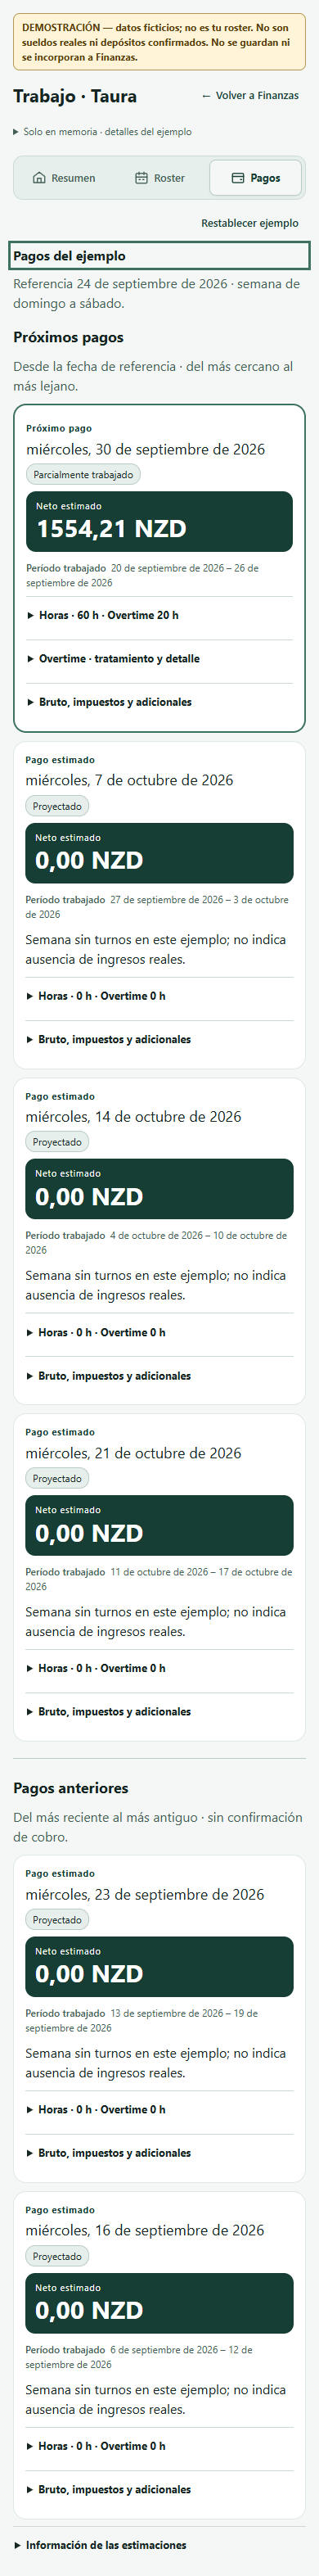 DEMOSTRACIÓN — datos ficticios; no es tu roster. No son
sueldos reales ni depósitos confirmados. No se guardan ni
se incorporan a Finanzas.
Trabajo · Taura
← Volver a Finanzas
▶ Solo en memoria · detalles del ejemplo
Resumen
Roster
Pagos
Restablecer ejemplo
Pagos del ejemplo
Referencia 24 de septiembre de 2026 · semana de
domingo a sábado.
Próximos pagos
Desde la fecha de referencia · del más cercano al
más lejano.
Próximo pago
miércoles, 30 de septiembre de 2026
Parcialmente trabajado
Neto estimado
1554,21 NZD
Período trabajado 20 de septiembre de 2026 – 26 de
septiembre de 2026
▶ Horas · 60 h · Overtime 20 h
▶ Overtime · tratamiento y detalle
▶ Bruto, impuestos y adicionales
Pago estimado
miércoles, 7 de octubre de 2026
Proyectado
Neto estimado
0,00 NZD
Período trabajado 27 de septiembre de 2026 – 3 de octubre
de 2026
Semana sin turnos en este ejemplo; no indica
ausencia de ingresos reales.
▶ Horas · 0 h · Overtime 0 h
▶ Bruto, impuestos y adicionales
Pago estimado
miércoles, 14 de octubre de 2026
Proyectado
Neto estimado
0,00 NZD
Período trabajado 4 de octubre de 2026 – 10 de octubre de
2026
Semana sin turnos en este ejemplo; no indica
ausencia de ingresos reales.
▶ Horas · 0 h · Overtime 0 h
▶ Bruto, impuestos y adicionales
Pago estimado
miércoles, 21 de octubre de 2026
Proyectado
Neto estimado
0,00 NZD
Período trabajado 11 de octubre de 2026 – 17 de octubre de
2026
Semana sin turnos en este ejemplo; no indica
ausencia de ingresos reales.
▶ Horas · 0 h · Overtime 0 h
▶ Bruto, impuestos y adicionales
Pagos anteriores
Del más reciente al más antiguo · sin confirmación
de cobro.
Pago estimado
miércoles, 23 de septiembre de 2026
Proyectado
Neto estimado
0,00 NZD
Período trabajado 13 de septiembre de 2026 – 19 de
septiembre de 2026
Semana sin turnos en este ejemplo; no indica
ausencia de ingresos reales.
▶ Horas · 0 h · Overtime 0 h
▶ Bruto, impuestos y adicionales
Pago estimado
miércoles, 16 de septiembre de 2026
Proyectado
Neto estimado
0,00 NZD
Período trabajado 6 de septiembre de 2026 – 12 de
septiembre de 2026
Semana sin turnos en este ejemplo; no indica
ausencia de ingresos reales.
▶ Horas · 0 h · Overtime 0 h
▶ Bruto, impuestos y adicionales
▶ Información de las estimaciones